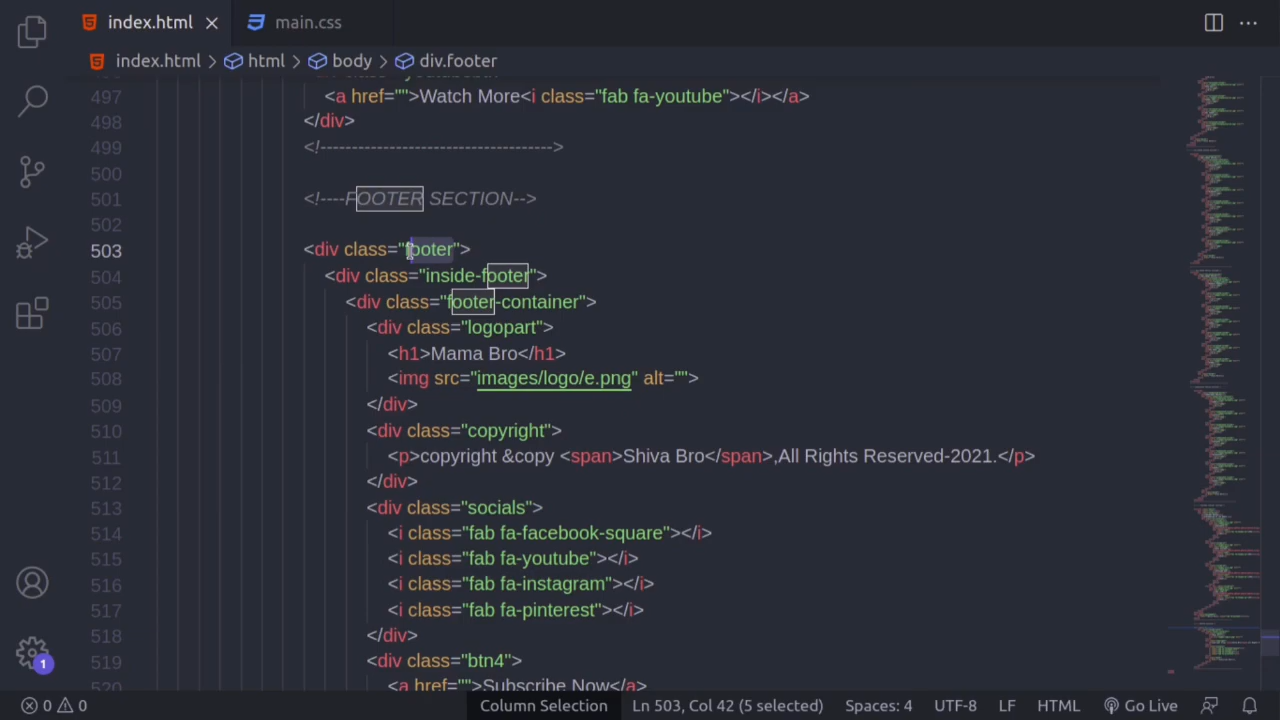 index.html
main.css
index.html > html > body > div.footer
497 <a href="">Watch More<i class="fab fa-youtube"></i></a>
498 </div>
499 <!------------------------------------->
500
501 <!----FOOTER SECTION-->
502
503 <div class="footer">
504 <div class="inside-footer">
505 <div class="footer-container">
506 <div class="logopart">
507 <h1>Mama Bro</h1>
508 <img src="images/logo/e.png" alt="">
509 </div>
510 <div class="copyright">
511 <p>copyright &copy <span>Shiva Bro</span>,All Rights Reserved-2021.</p>
512 </div>
513 <div class="socials">
514 <i class="fab fa-facebook-square"></i>
515 <i class="fab fa-youtube"></i>
516 <i class="fab fa-instagram"></i>
517 <i class="fab fa-pinterest"></i>
518 </div>
519 <div class="btn4">
520 <a href="">Subscribe Now</a>
1
0 0 Column Selection Ln 503, Col 42 (5 selected) Spaces: 4 UTF-8 LF HTML Go Live